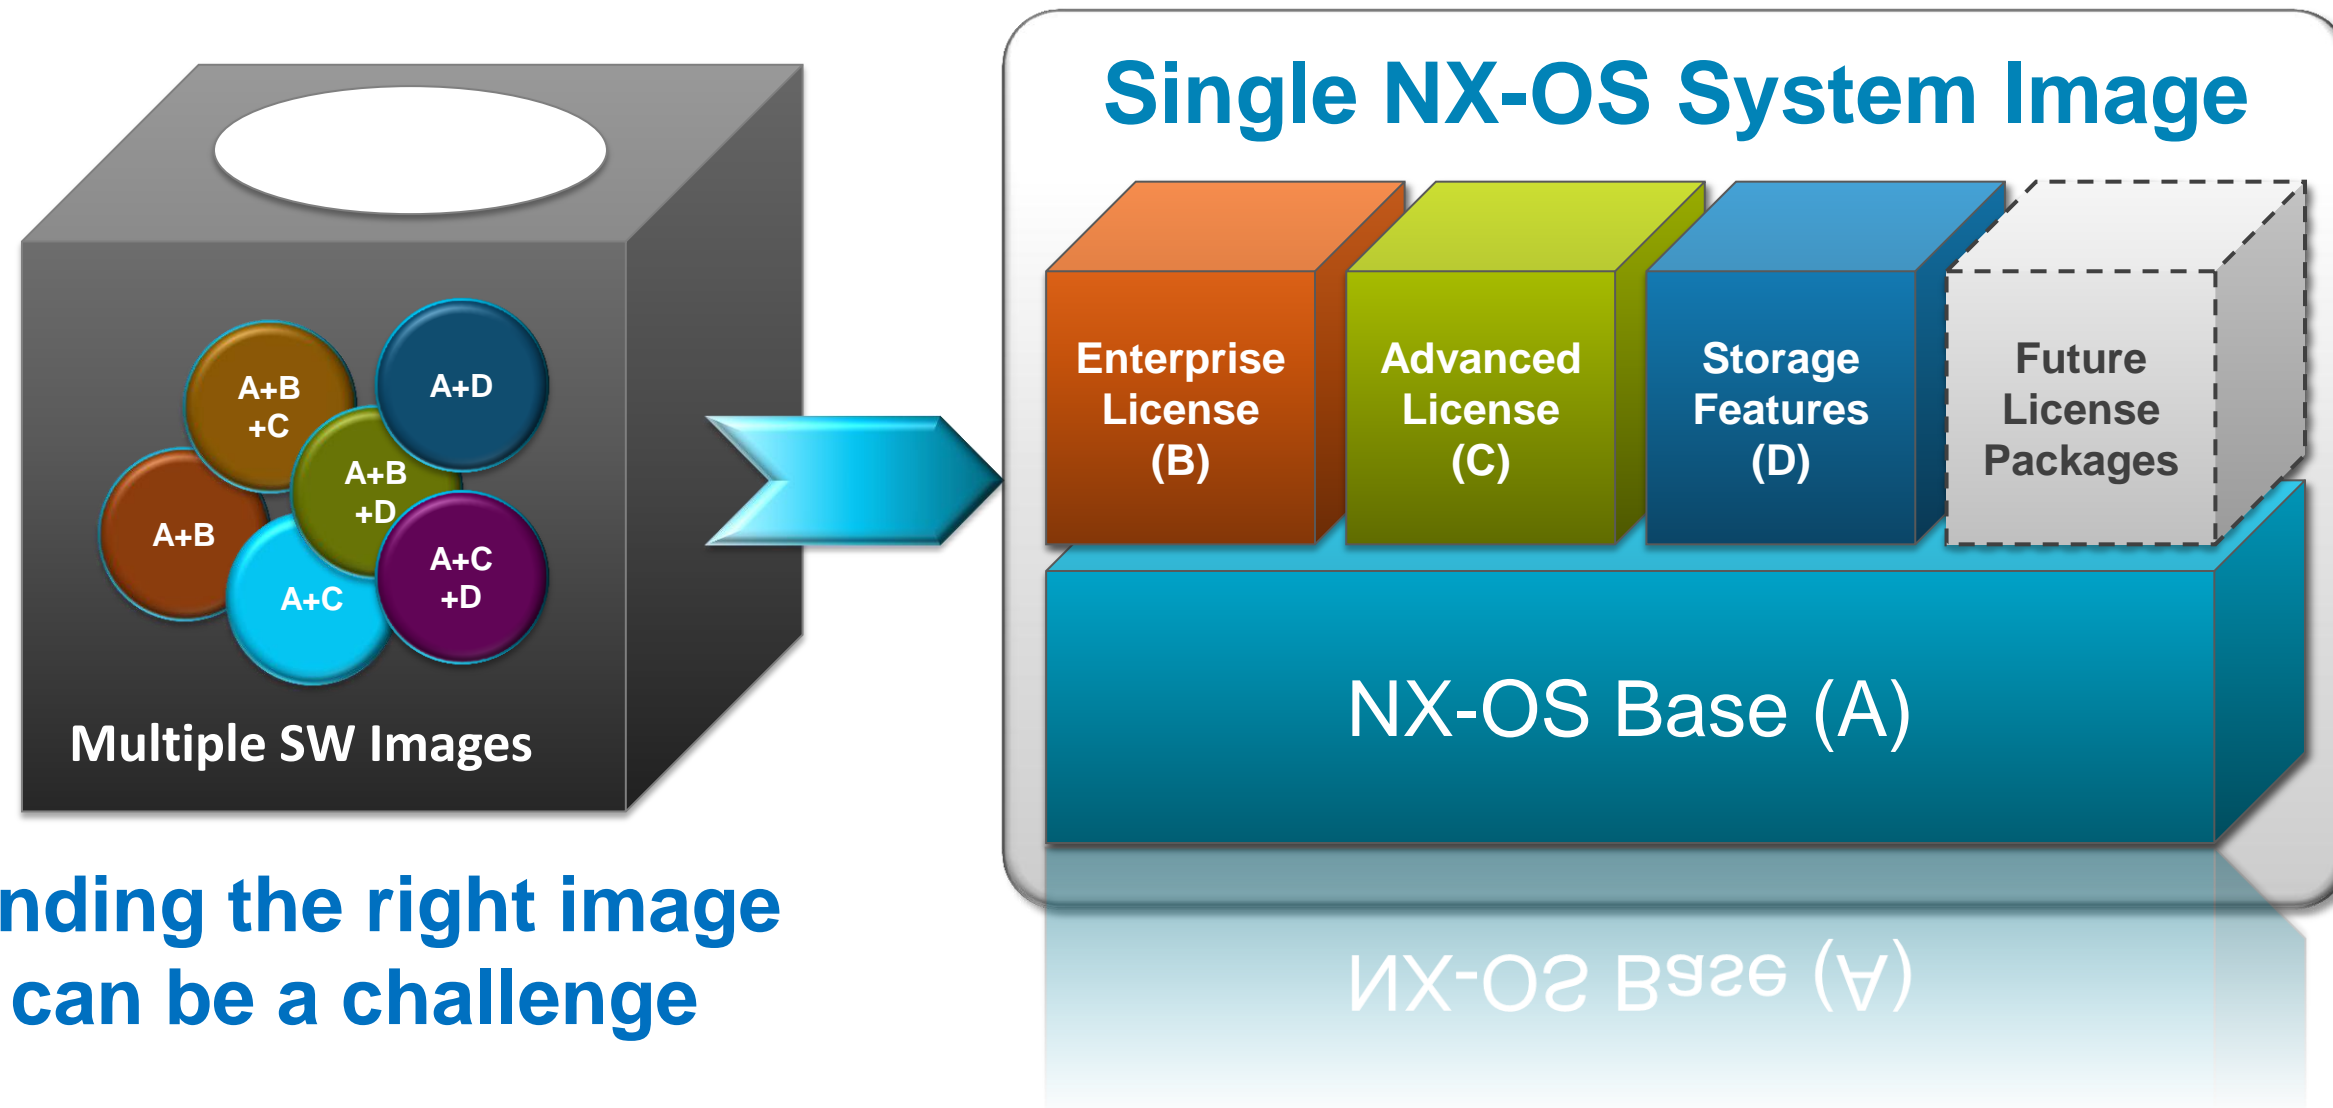 Single NX-OS System Image
A+B
+C
A+D
A+B
+D
A+B
A+C
A+C
+D
Multiple SW Images
nding the right image
can be a challenge
Enterprise
License
(B)
Advanced
License
(C)
Storage
Features
(D)
Future
License
Packages
NX-OS Base (A)
NX-OS Base (A)